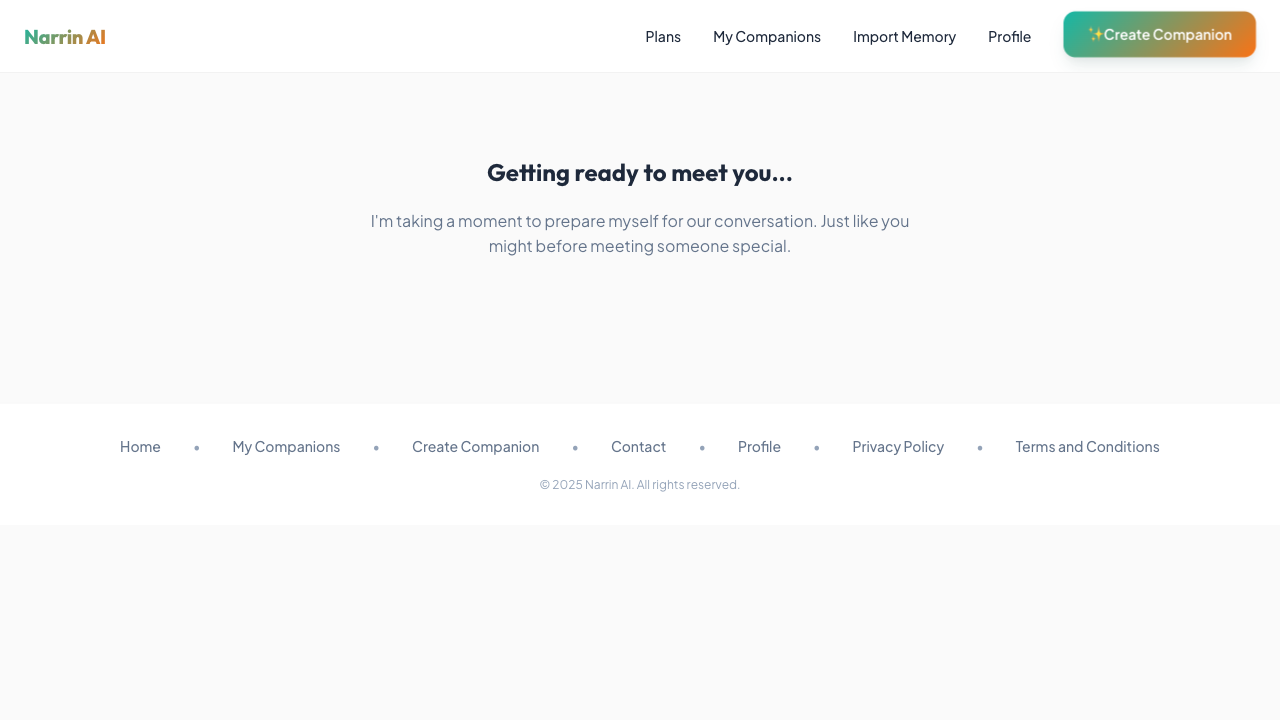 Narrin AI
Plans My Companions Import Memory Profile ✨Create Companion
Getting ready to meet you...
I'm taking a moment to prepare myself for our conversation. Just like you
might before meeting someone special.
Home • My Companions • Create Companion • Contact • Profile • Privacy Policy • Terms and Conditions
© 2025 Narrin AI. All rights reserved.